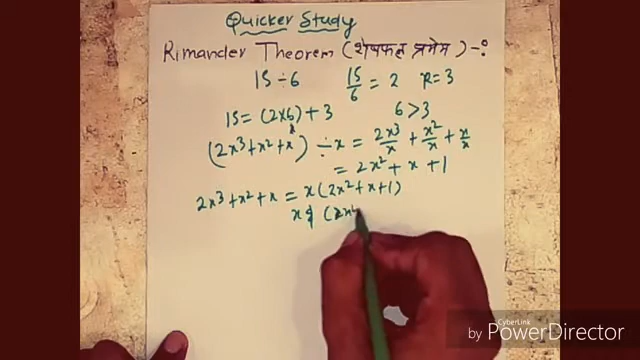 Quicker Study
Rimander Theorem (शेषफल प्रमेय) -:
15 ÷ 6   15/6 = 2   r = 3
15 = (2×6) + 3   6 > 3
(2x³+x²+x) ÷ x = 2x³/x + x²/x + x/x
= 2x² + x + 1
2x³+x²+x = x(2x²+x+1)
x (2x²
CyberLink
by PowerDirector